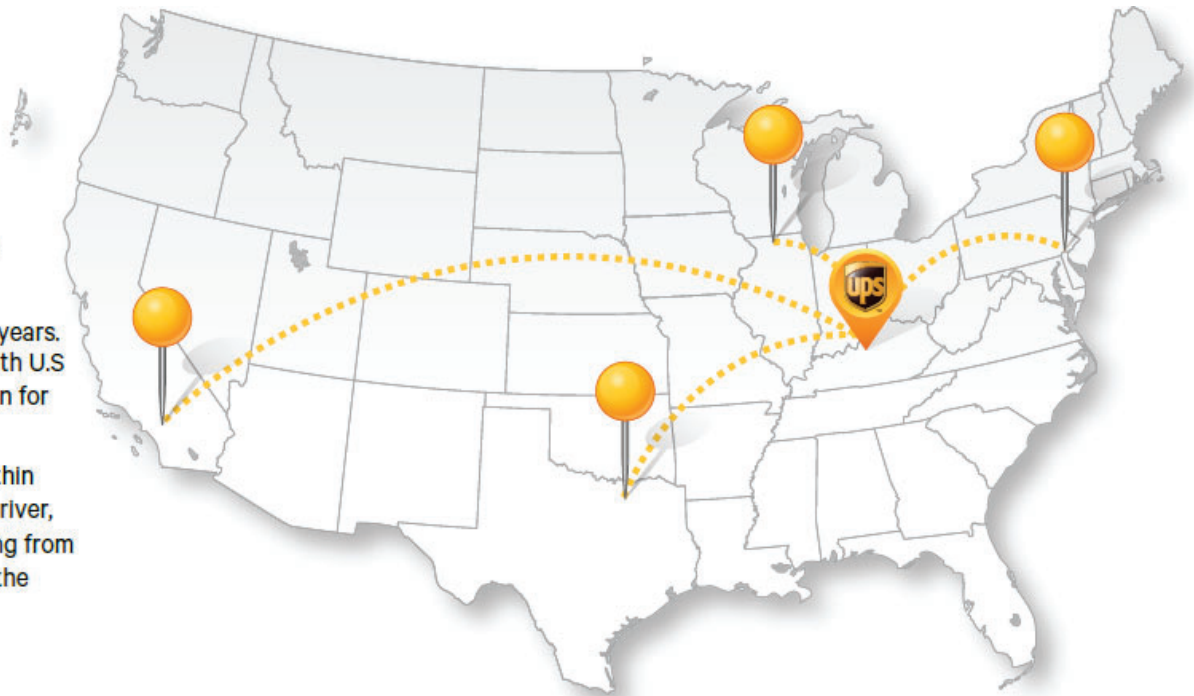 years.
th U.S
n for
thin
river,
ng from
the
ups